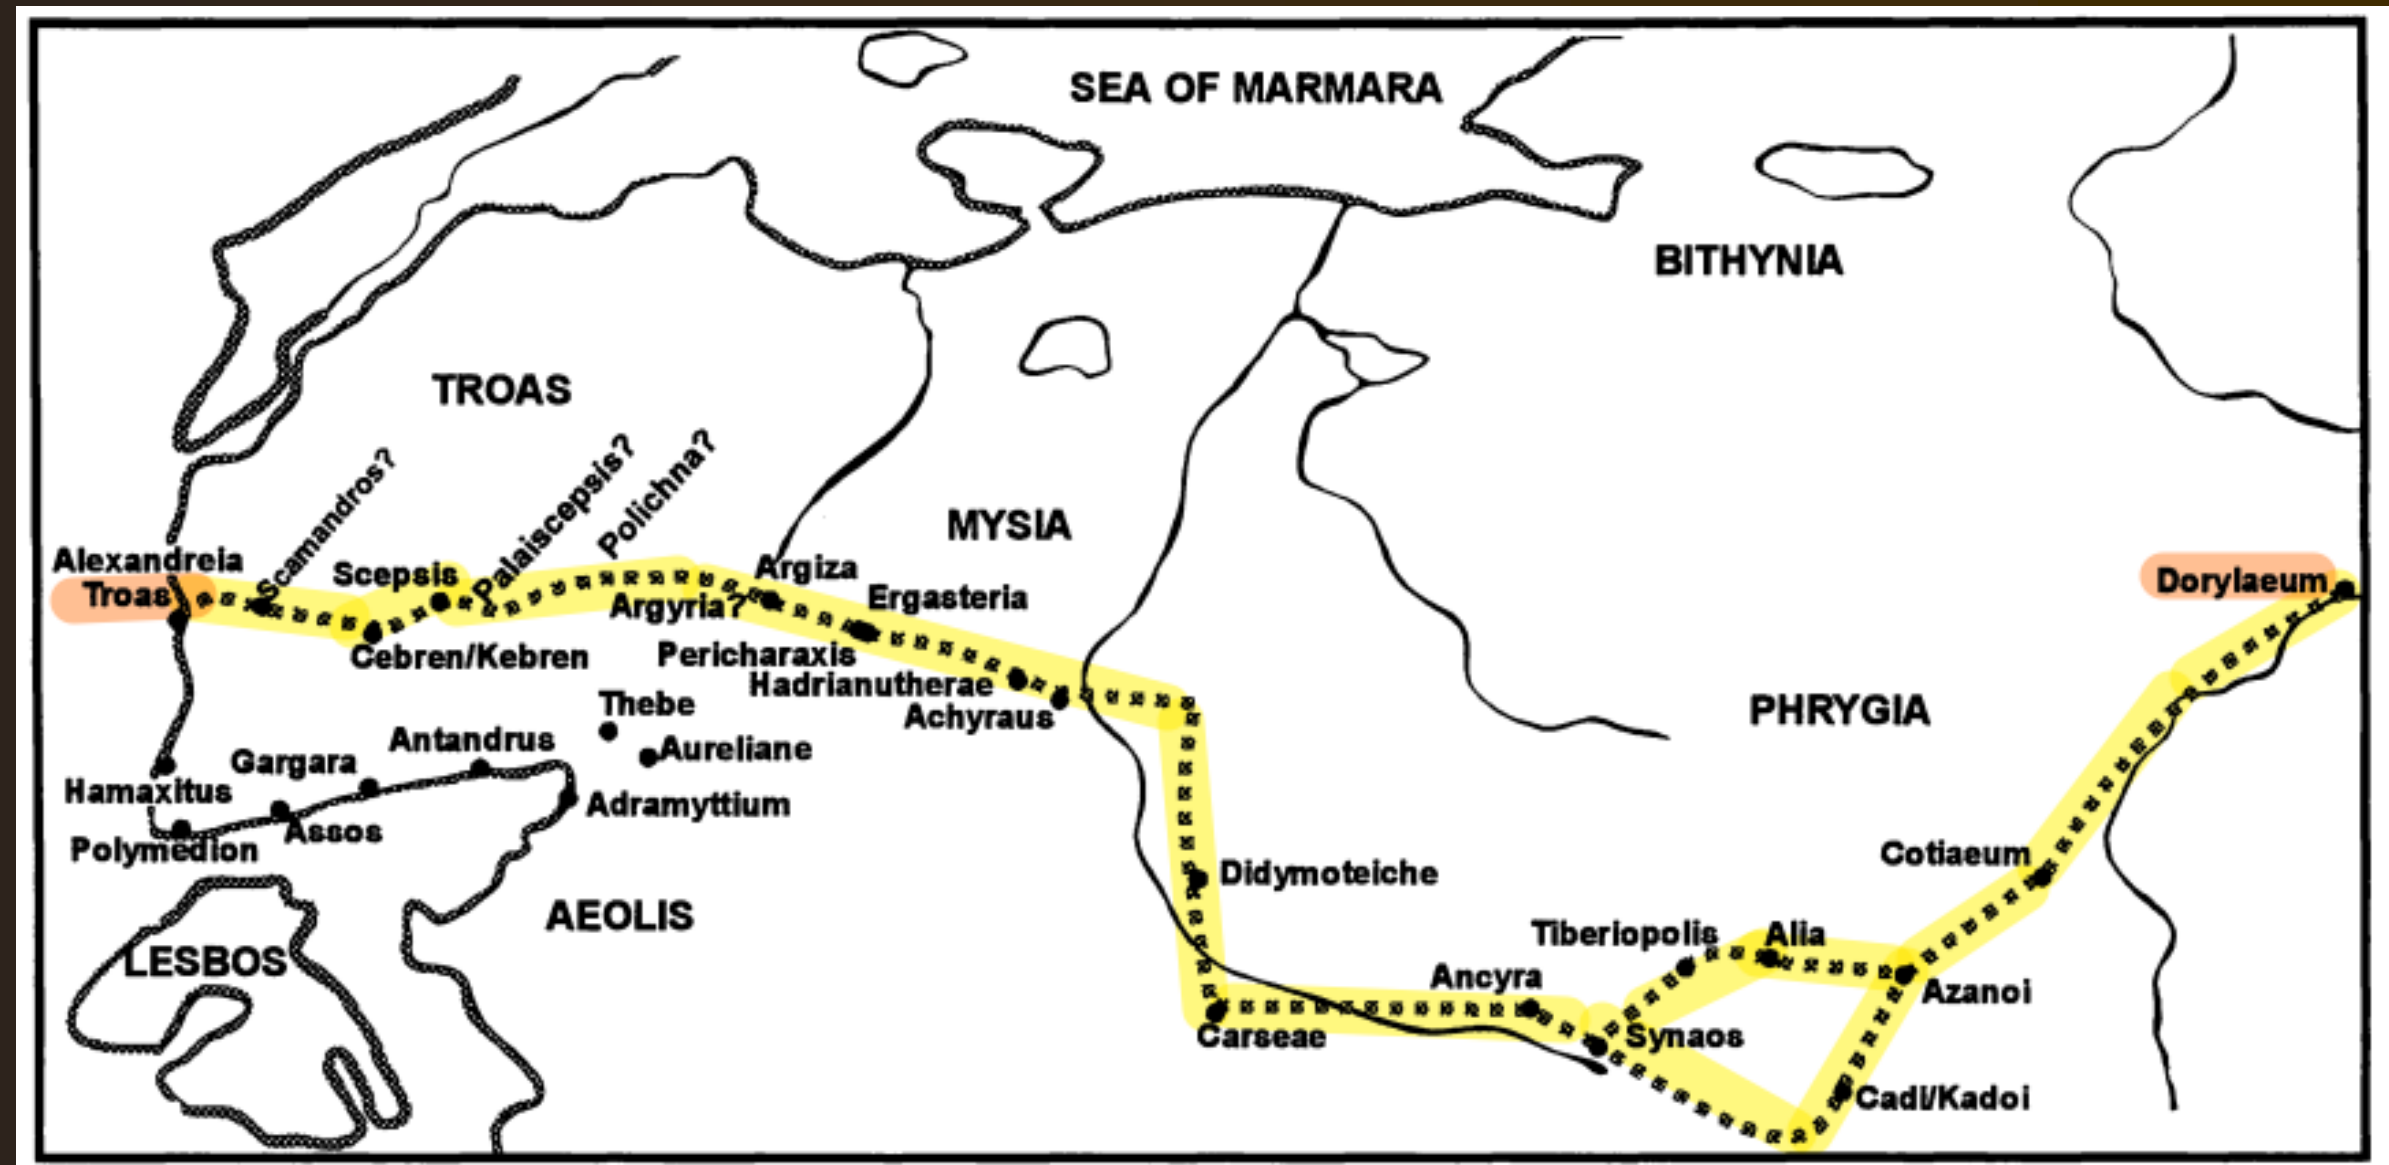 SEA OF MARMARA
BITHYNIA
TROAS
MYSIA
Scamandros?
Palaiscepsis?
Polichna?
Alexandreia
Troas
Scepsis
Cebren/Kebren
Argyria?
Argiza
Ergasteria
Pericharaxis
Hadrianutherae
Achyraus
Dorylaeum
PHRYGIA
Thebe
Aureliane
Antandrus
Gargara
Hamaxitus
Assos
Polymedion
Adramyttium
AEOLIS
LESBOS
Didymoteiche
Carseae
Ancyra
Tiberiopolis
Alia
Synaos
Azanoi
Cotiaeum
Cadi/Kadoi